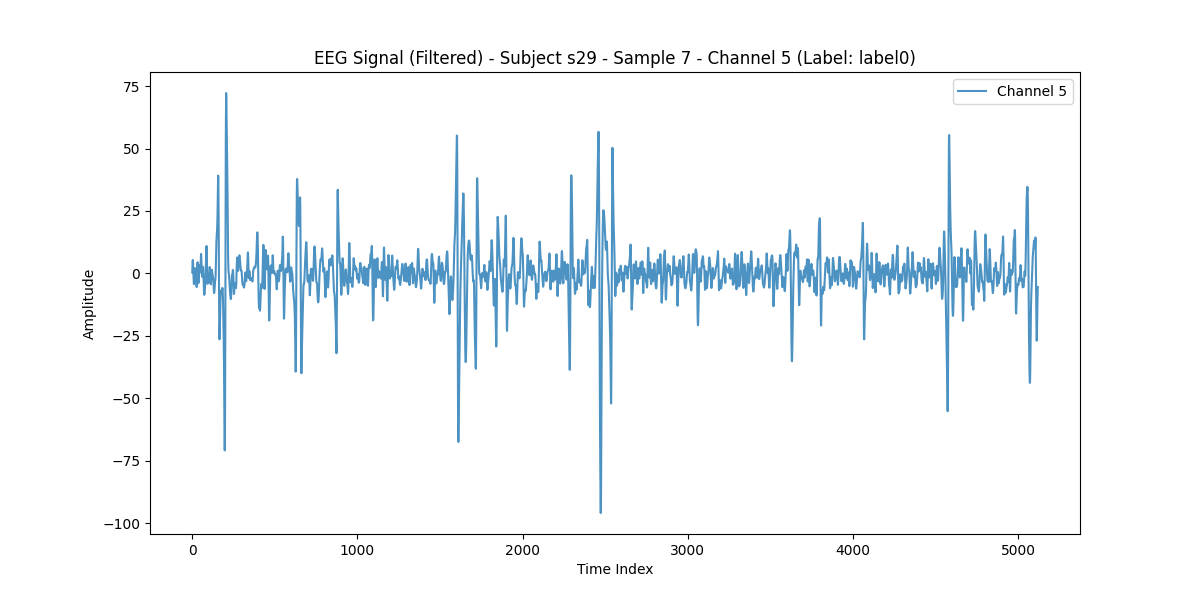 EEG Signal (Filtered) - Subject s29 - Sample 7 - Channel 5 (Label: label0)
Channel 5
75
50
25
0
−25
−50
−75
−100
Amplitude
0 1000 2000 3000 4000 5000
Time Index